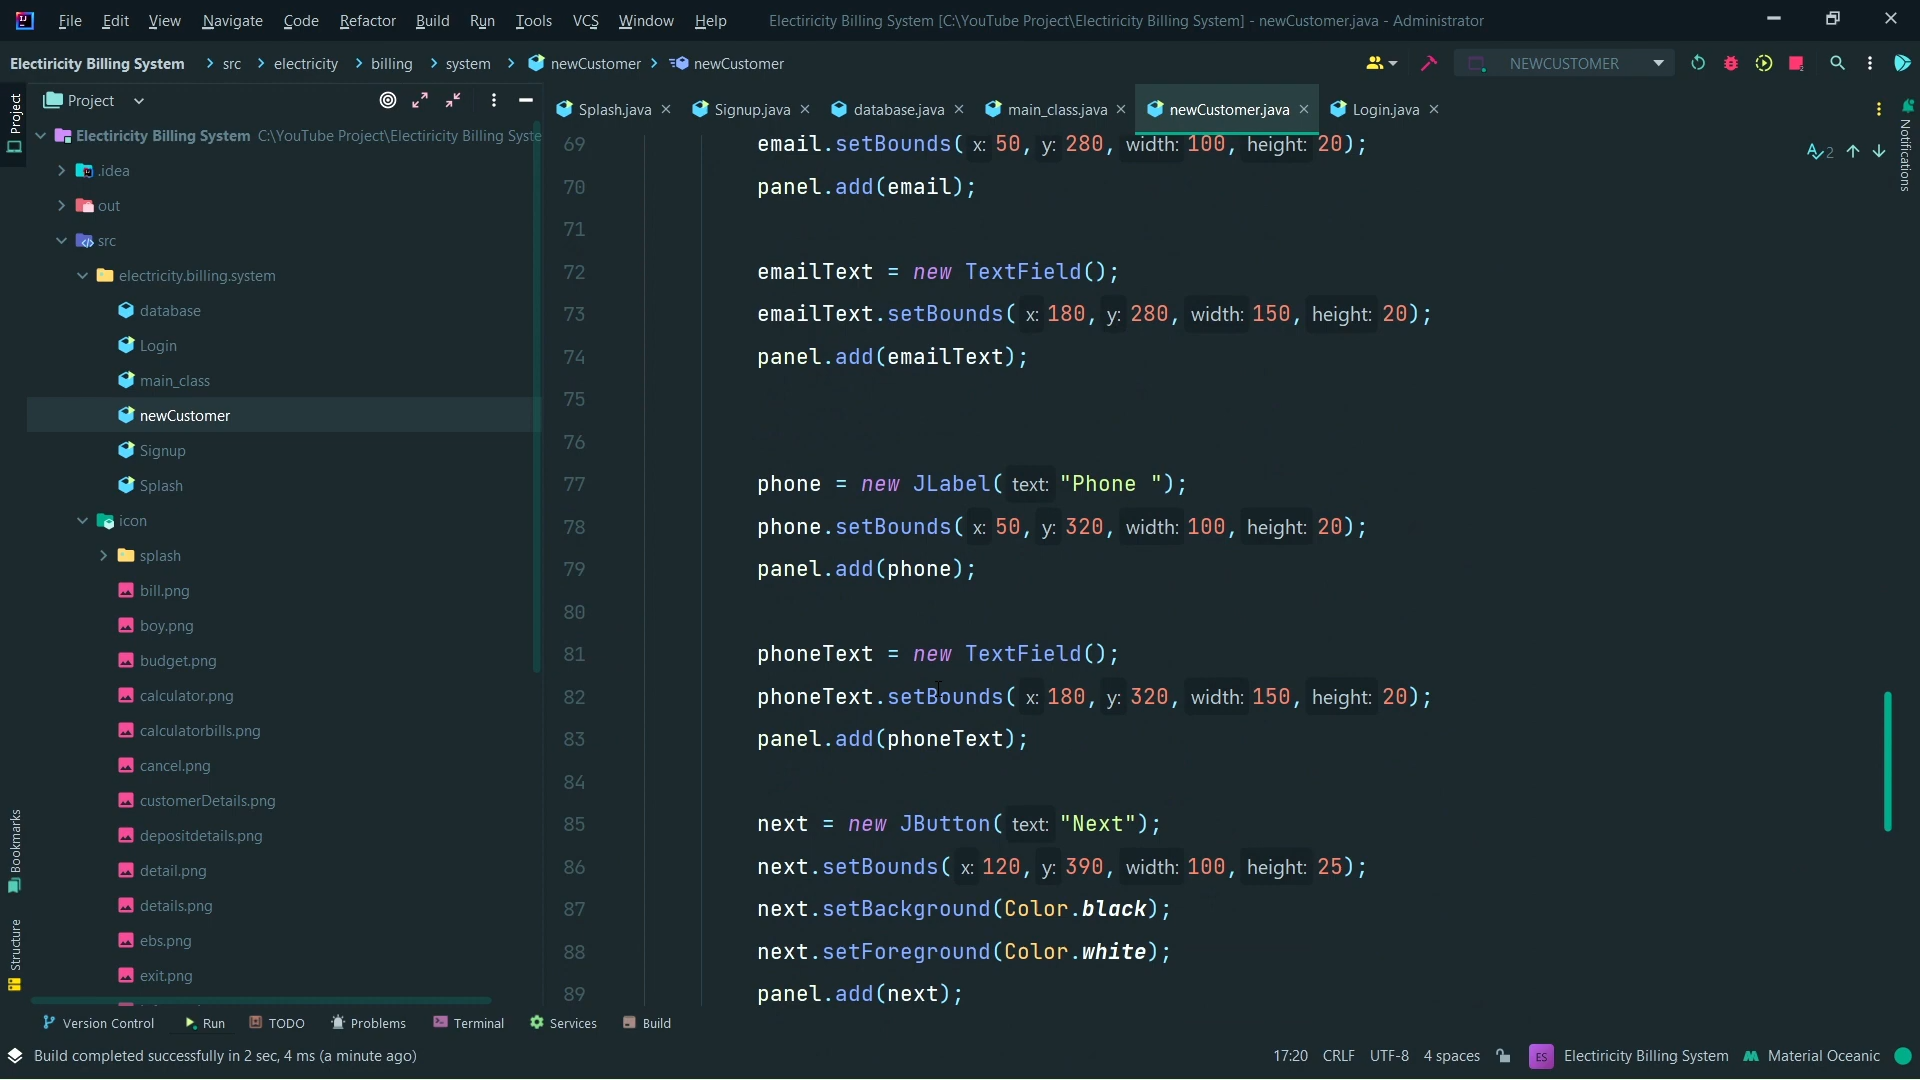 File Edit View Navigate Code Refactor Build Run Tools VCS Window Help Electricity Billing System [C:\YouTube Project\Electricity Billing System] - newCustomer.java - Administrator
Electricity Billing System > src > electricity > billing > system > newCustomer > newCustomer NEWCUSTOMER
Project
Splash.java Signup.java database.java main_class.java newCustomer.java Login.java
Project
Notifications
2
Electricity Billing System C:\YouTube Project\Electricity Billing Syste
.idea
out
src
electricity.billing.system
database
Login
main_class
newCustomer
Signup
Splash
icon
splash
bill.png
boy.png
budget.png
calculator.png
calculatorbills.png
cancel.png
customerDetails.png
depositdetails.png
detail.png
details.png
ebs.png
exit.png
69 email.setBounds( x: 50, y: 280, width: 100, height: 20);
70 panel.add(email);
71
72 emailText = new TextField();
73 emailText.setBounds( x: 180, y: 280, width: 150, height: 20);
74 panel.add(emailText);
75
76
77 phone = new JLabel( text: "Phone ");
78 phone.setBounds( x: 50, y: 320, width: 100, height: 20);
79 panel.add(phone);
80
81 phoneText = new TextField();
82 phoneText.setBounds( x: 180, y: 320, width: 150, height: 20);
83 panel.add(phoneText);
84
85 next = new JButton( text: "Next");
86 next.setBounds( x: 120, y: 390, width: 100, height: 25);
87 next.setBackground(Color.black);
88 next.setForeground(Color.white);
89 panel.add(next);
Bookmarks
Structure
Version Control Run TODO Problems Terminal Services Build
Build completed successfully in 2 sec, 4 ms (a minute ago) 17:20 CRLF UTF-8 4 spaces ES Electricity Billing System Material Oceanic